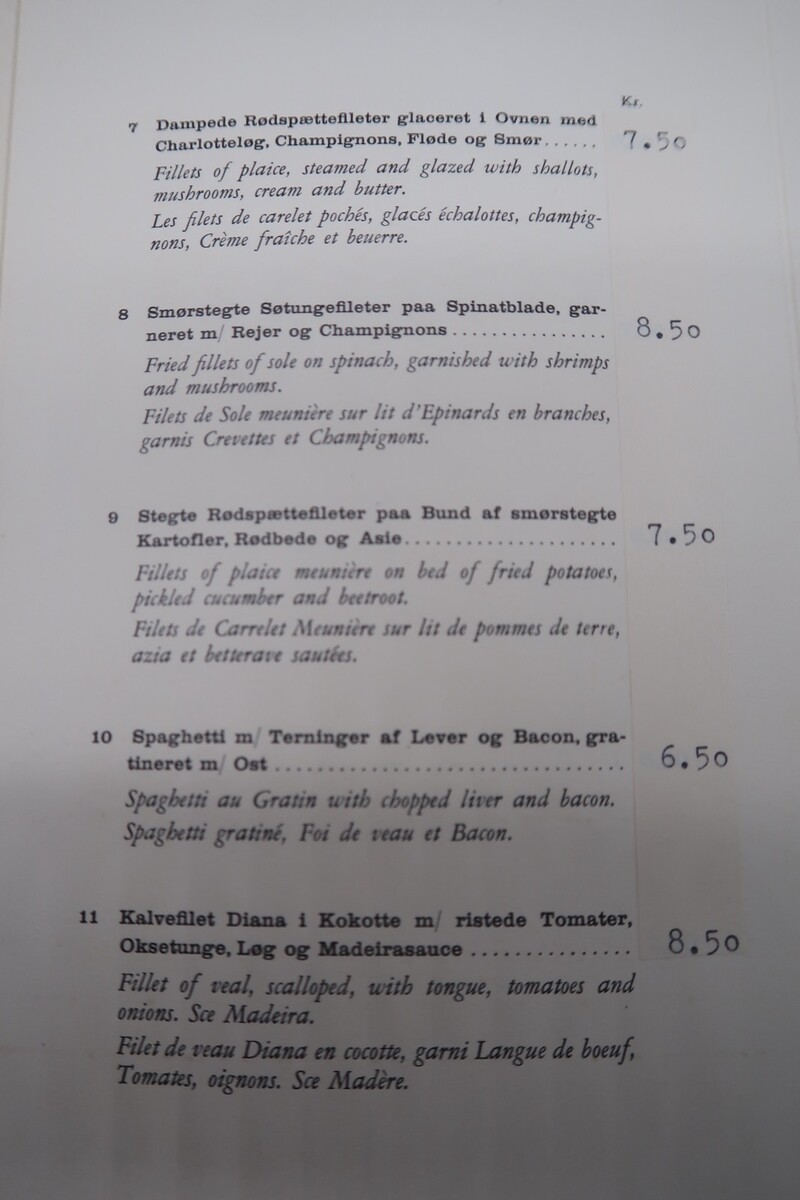 Kr.
7 Dampede Rødspættefileter glaceret i Ovnen med
Charlotteløg, Champignons, Fløde og Smør...... 7.50
Fillets of plaice, steamed and glazed with shallots,
mushrooms, cream and butter.
Les filets de carelet pochés, glacés échalottes, champig-
nons, Crème fraîche et beuerre.
8 Smørstegte Søtungefileter paa Spinatblade, gar-
neret m/ Rejer og Champignons ................ 8.50
Fried fillets of sole on spinach, garnished with shrimps
and mushrooms.
Filets de Sole meunière sur lit d'Epinards en branches,
garnis Crevettes et Champignons.
9 Stegte Rødspættefileter paa Bund af smørstegte
Kartofler, Rødbede og Asie..................... 7.50
Fillets of plaice meunière on bed of fried potatoes,
pickled cucumber and beetroot.
Filets de Carrelet Meunière sur lit de pommes de terre,
azia et betterave sautées.
10 Spaghetti m/ Terninger af Lever og Bacon, gra-
tineret m/ Ost ................................. 6.50
Spaghetti au Gratin with chopped liver and bacon.
Spaghetti gratiné, Foi de veau et Bacon.
11 Kalvefilet Diana i Kokotte m/ ristede Tomater,
Oksetunge, Løg og Madeirasauce ............... 8.50
Fillet of veal, scalloped, with tongue, tomatoes and
onions. Sce Madeira.
Filet de veau Diana en cocotte, garni Langue de boeuf,
Tomates, oignons. Sce Madère.